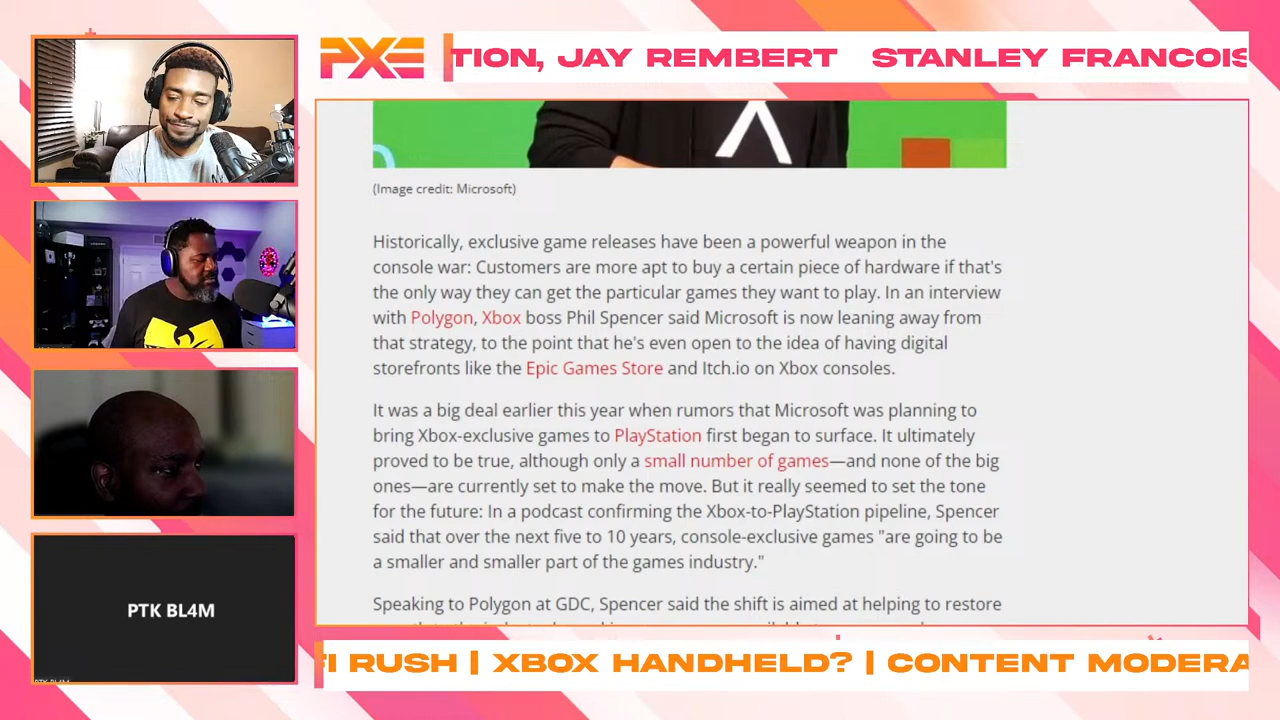 PXE
TION, JAY REMBERT STANLEY FRANCOIS
(Image credit: Microsoft)
Historically, exclusive game releases have been a powerful weapon in the
console war: Customers are more apt to buy a certain piece of hardware if that's
the only way they can get the particular games they want to play. In an interview
with Polygon, Xbox boss Phil Spencer said Microsoft is now leaning away from
that strategy, to the point that he's even open to the idea of having digital
storefronts like the Epic Games Store and Itch.io on Xbox consoles.
It was a big deal earlier this year when rumors that Microsoft was planning to
bring Xbox-exclusive games to PlayStation first began to surface. It ultimately
proved to be true, although only a small number of games—and none of the big
ones—are currently set to make the move. But it really seemed to set the tone
for the future: In a podcast confirming the Xbox-to-PlayStation pipeline, Spencer
said that over the next five to 10 years, console-exclusive games "are going to be
a smaller and smaller part of the games industry."
Speaking to Polygon at GDC, Spencer said the shift is aimed at helping to restore
PTK BL4M
I RUSH | XBOX HANDHELD? | CONTENT MODERA